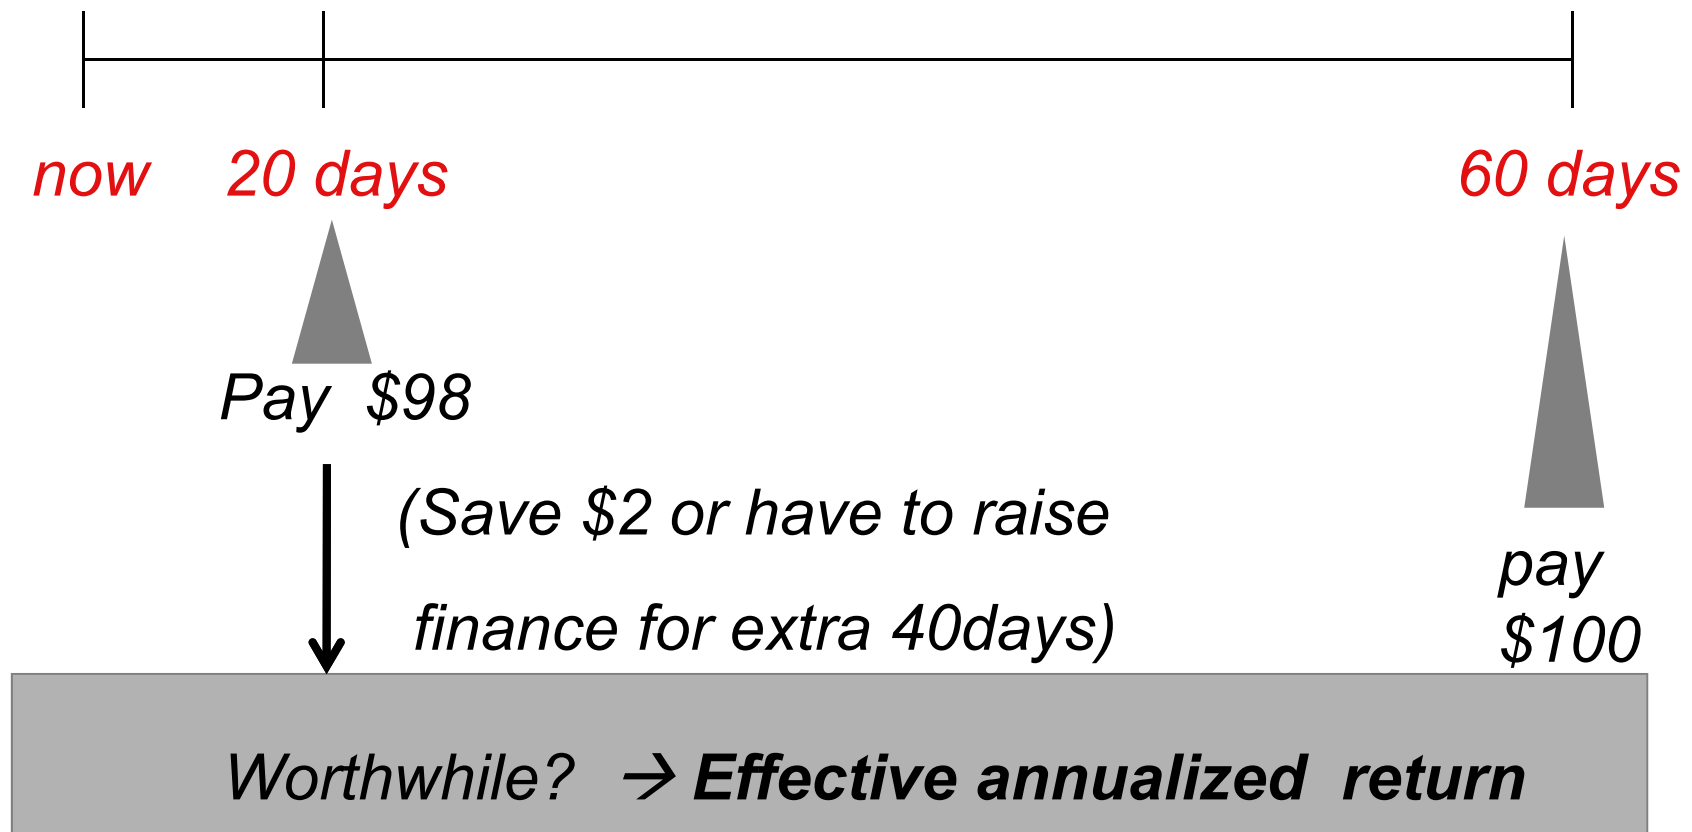 now 20 days 60 days
Pay $98
(Save $2 or have to raise
finance for extra 40days)
pay
$100
Worthwhile? → Effective annualized return